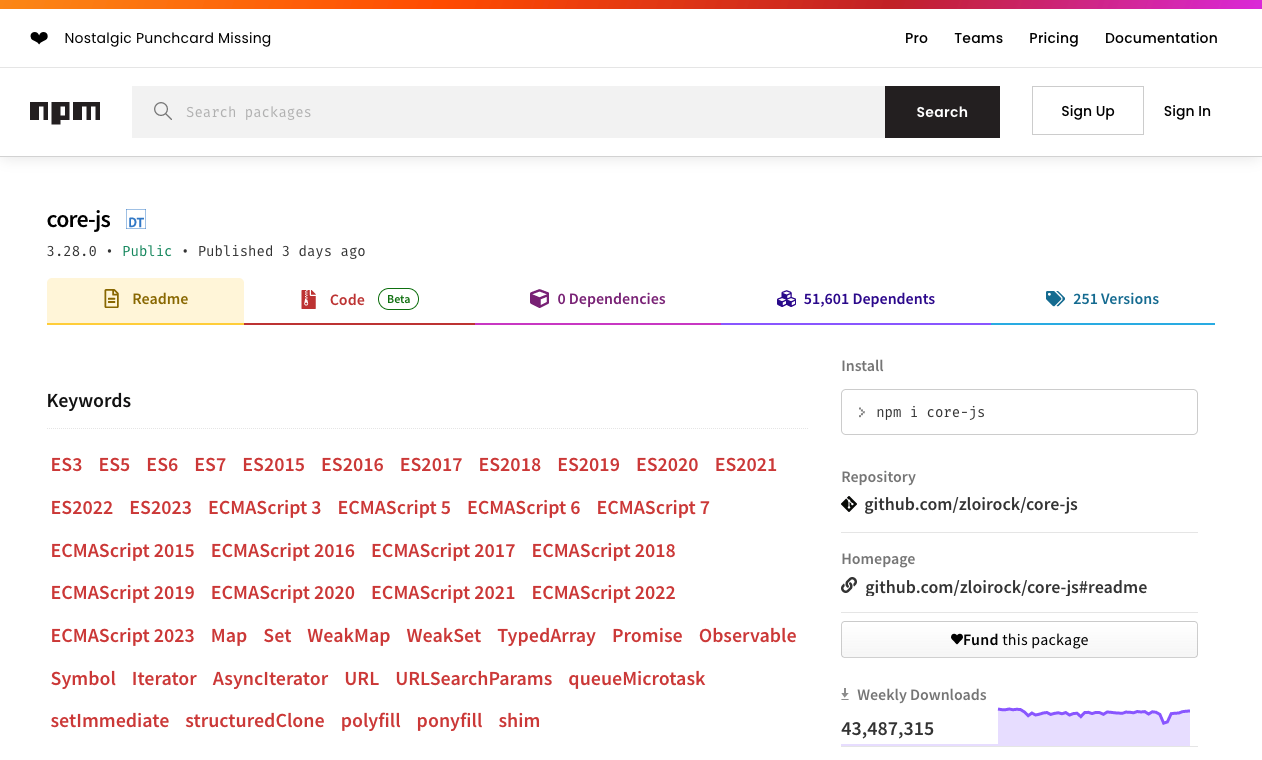 Nostalgic Punchcard Missing
Pro Teams Pricing Documentation
npm
Search packages
Search
Sign Up
Sign In
core-js DT
3.28.0 • Public • Published 3 days ago
Readme
Code Beta
0 Dependencies
51,601 Dependents
251 Versions
Keywords
ES3 ES5 ES6 ES7 ES2015 ES2016 ES2017 ES2018 ES2019 ES2020 ES2021
ES2022 ES2023 ECMAScript 3 ECMAScript 5 ECMAScript 6 ECMAScript 7
ECMAScript 2015 ECMAScript 2016 ECMAScript 2017 ECMAScript 2018
ECMAScript 2019 ECMAScript 2020 ECMAScript 2021 ECMAScript 2022
ECMAScript 2023 Map Set WeakMap WeakSet TypedArray Promise Observable
Symbol Iterator AsyncIterator URL URLSearchParams queueMicrotask
setImmediate structuredClone polyfill ponyfill shim
Install
npm i core-js
Repository
github.com/zloirock/core-js
Homepage
github.com/zloirock/core-js#readme
❤Fund this package
Weekly Downloads
43,487,315